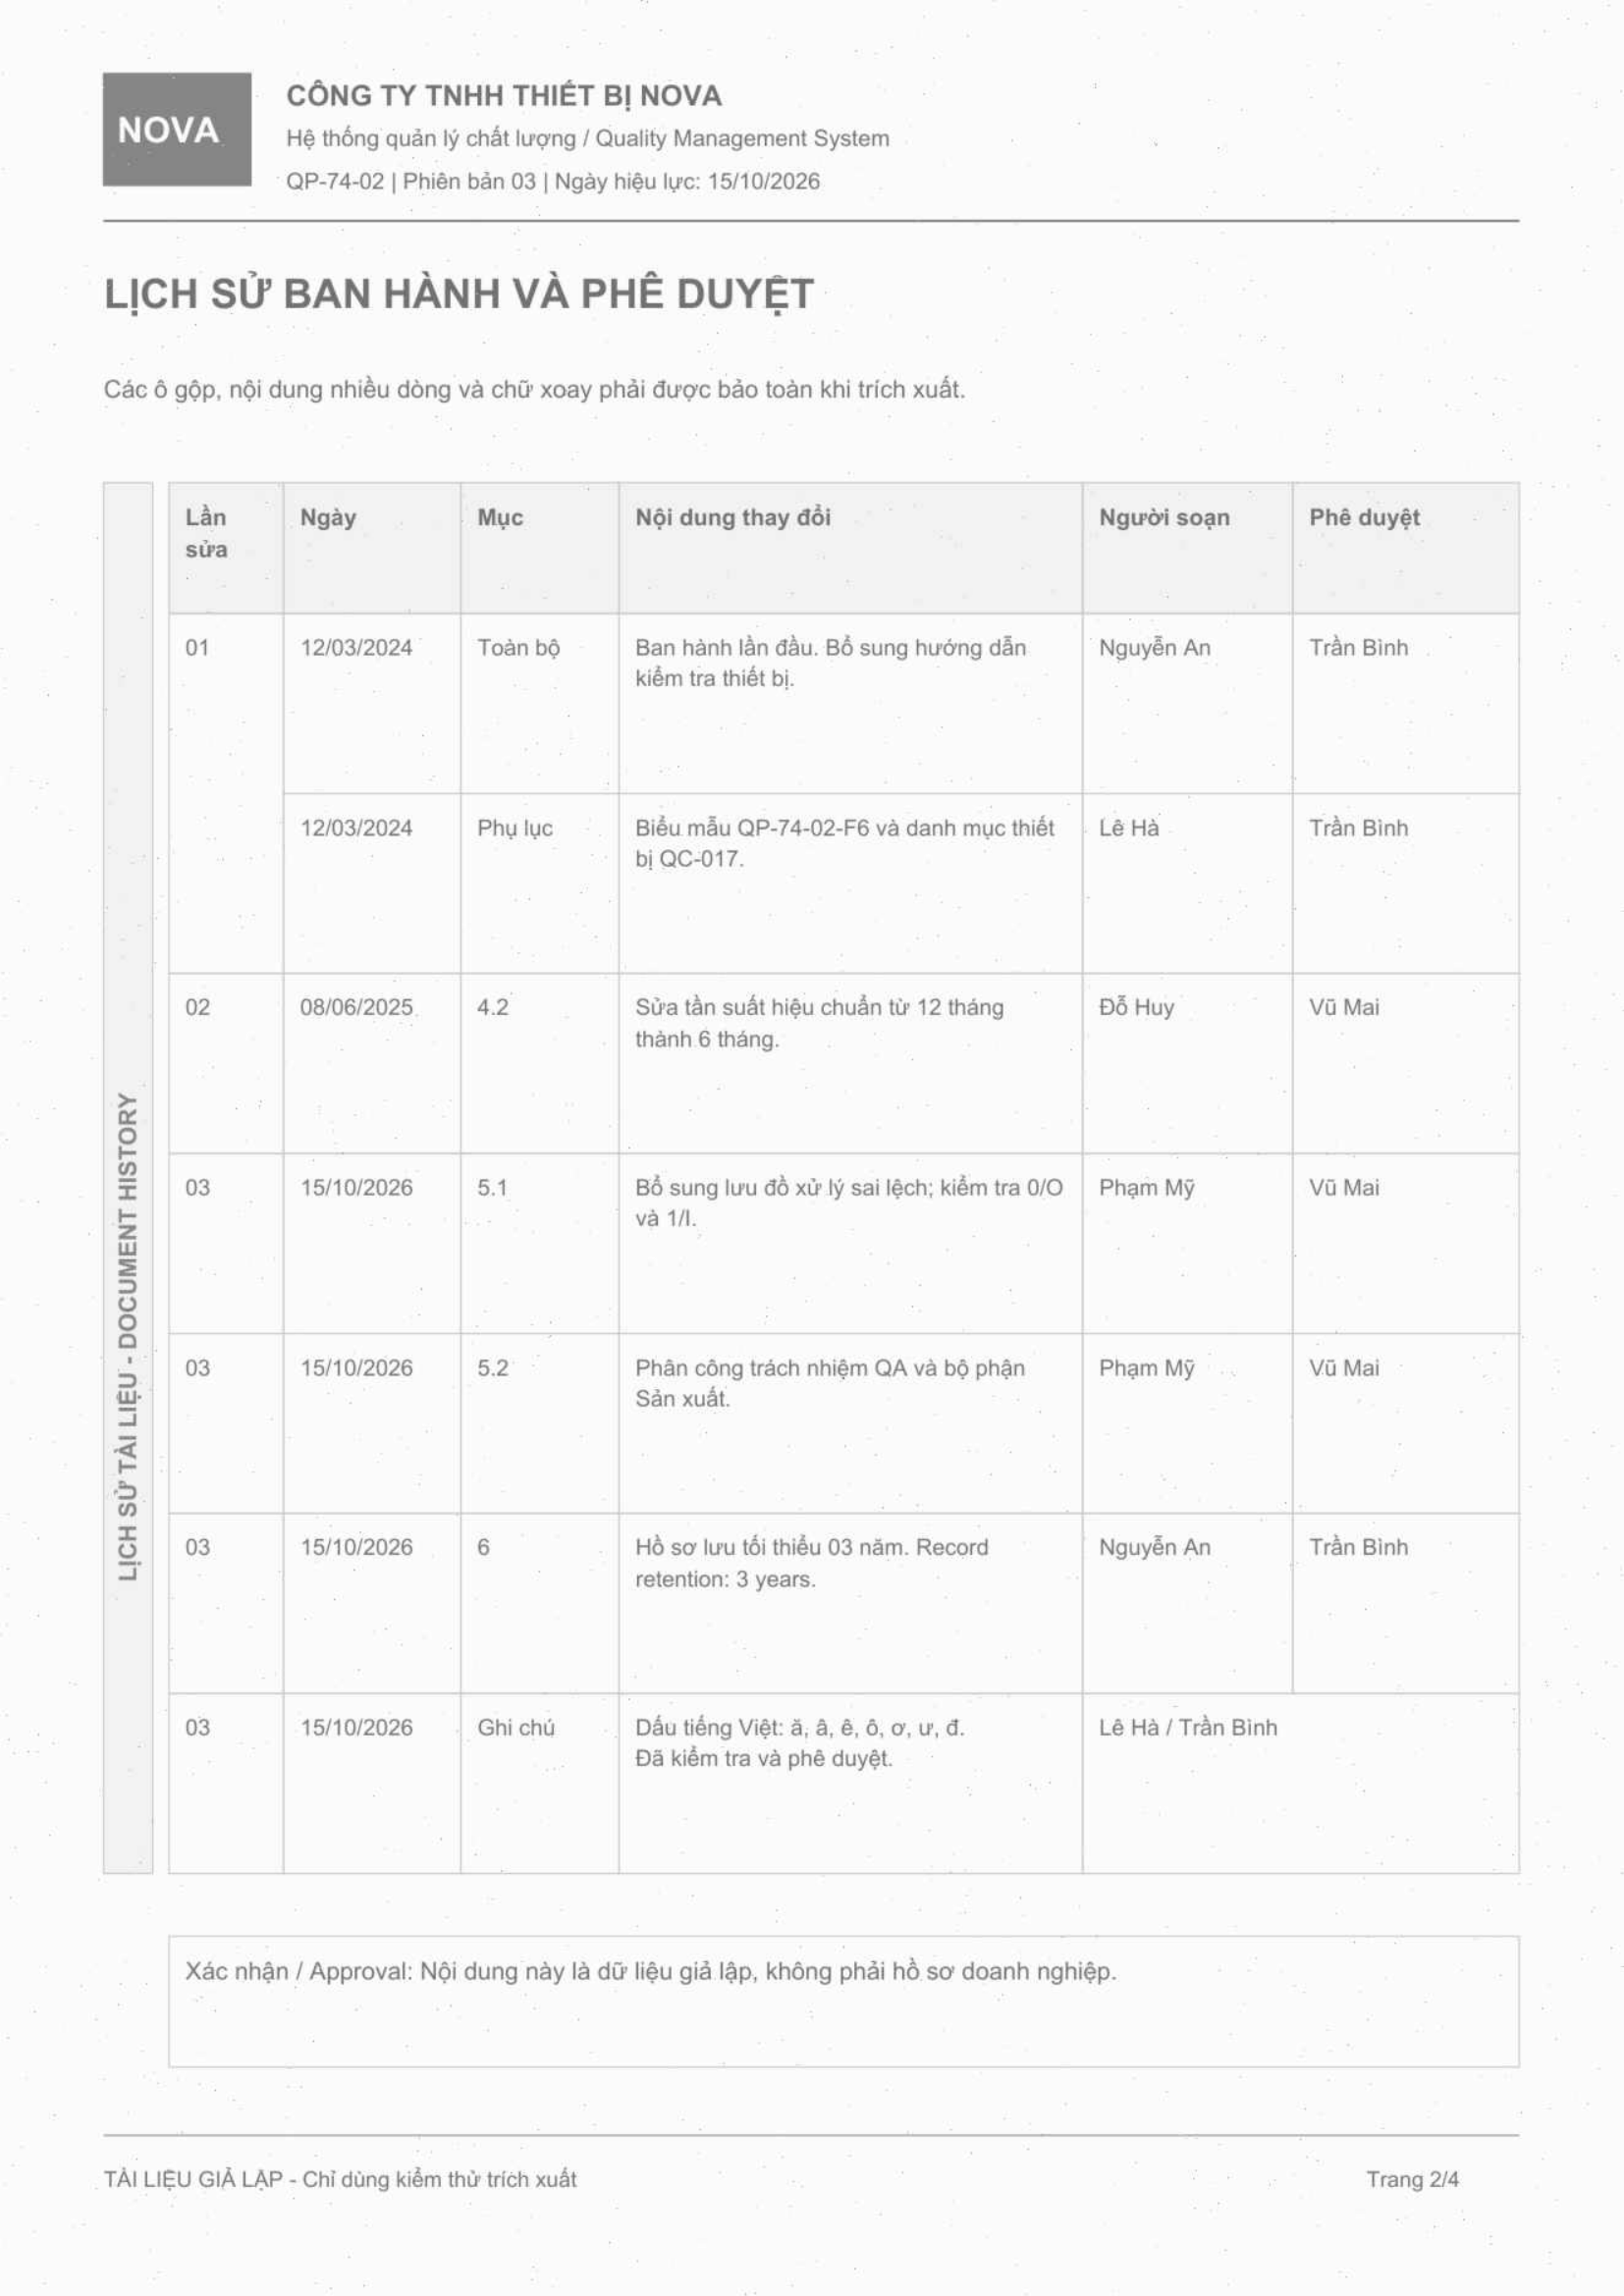 NOVA
CÔNG TY TNHH THIẾT BỊ NOVA
Hệ thống quản lý chất lượng / Quality Management System
QP-74-02 | Phiên bản 03 | Ngày hiệu lực: 15/10/2026
LỊCH SỬ BAN HÀNH VÀ PHÊ DUYỆT
Các ô gộp, nội dung nhiều dòng và chữ xoay phải được bảo toàn khi trích xuất.
LỊCH SỬ TÀI LIỆU - DOCUMENT HISTORY
Lần
sửa
Ngày
Mục
Nội dung thay đổi
Người soạn
Phê duyệt
01
12/03/2024
Toàn bộ
Ban hành lần đầu. Bổ sung hướng dẫn
kiểm tra thiết bị.
Nguyễn An
Trần Bình
12/03/2024
Phụ lục
Biểu mẫu QP-74-02-F6 và danh mục thiết
bị QC-017.
Lê Hà
Trần Bình
02
08/06/2025
4.2
Sửa tần suất hiệu chuẩn từ 12 tháng
thành 6 tháng.
Đỗ Huy
Vũ Mai
03
15/10/2026
5.1
Bổ sung lưu đồ xử lý sai lệch; kiểm tra 0/O
và 1/I.
Phạm Mỹ
Vũ Mai
03
15/10/2026
5.2
Phân công trách nhiệm QA và bộ phận
Sản xuất.
Phạm Mỹ
Vũ Mai
03
15/10/2026
6
Hồ sơ lưu tối thiểu 03 năm. Record
retention: 3 years.
Nguyễn An
Trần Bình
03
15/10/2026
Ghi chú
Dấu tiếng Việt: ă, â, ê, ô, ơ, ư, đ.
Đã kiểm tra và phê duyệt.
Lê Hà / Trần Bình
Xác nhận / Approval: Nội dung này là dữ liệu giả lập, không phải hồ sơ doanh nghiệp.
TÀI LIỆU GIẢ LẬP - Chỉ dùng kiểm thử trích xuất
Trang 2/4